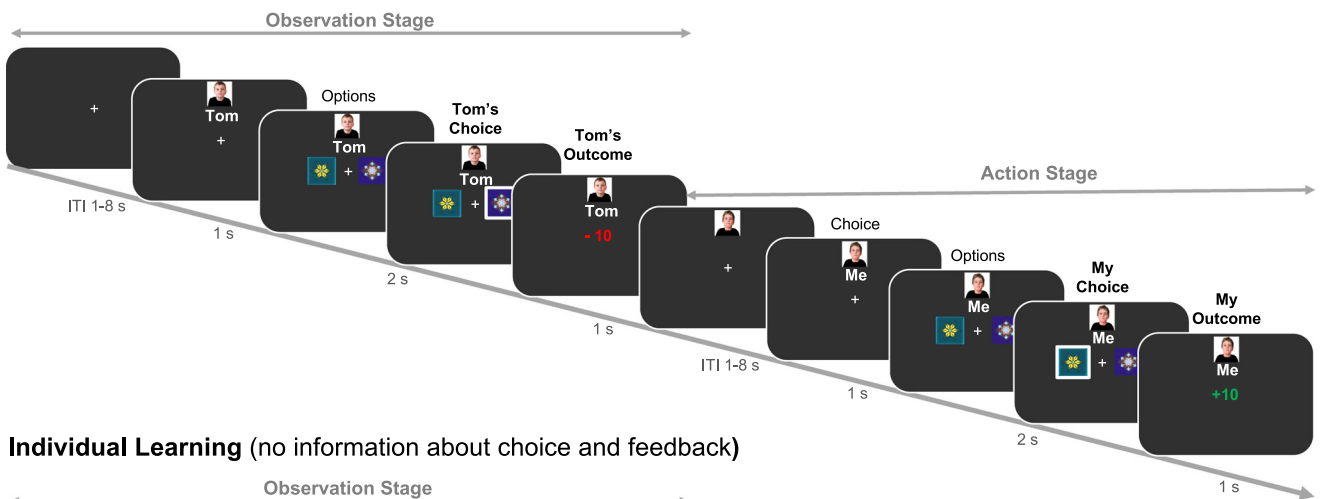 Observation Stage
+
Tom
+
Options
Tom
+
Tom's
Choice
Tom
+
Tom's
Outcome
Tom
- 10
Action Stage
+
Choice
Me
+
Options
Me
+
My
Choice
Me
+
My
Outcome
Me
+10
ITI 1-8 s
1 s
2 s
1 s
ITI 1-8 s
1 s
2 s
1 s
Individual Learning (no information about choice and feedback)
Observation Stage